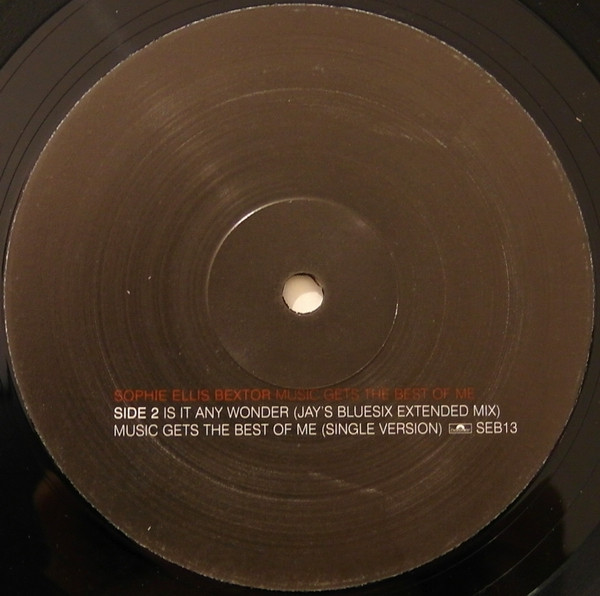 SOPHIE ELLIS BEXTOR MUSIC GETS THE BEST OF ME
SIDE 2 IS IT ANY WONDER (JAY'S BLUESIX EXTENDED MIX)
MUSIC GETS THE BEST OF ME (SINGLE VERSION) SEB13